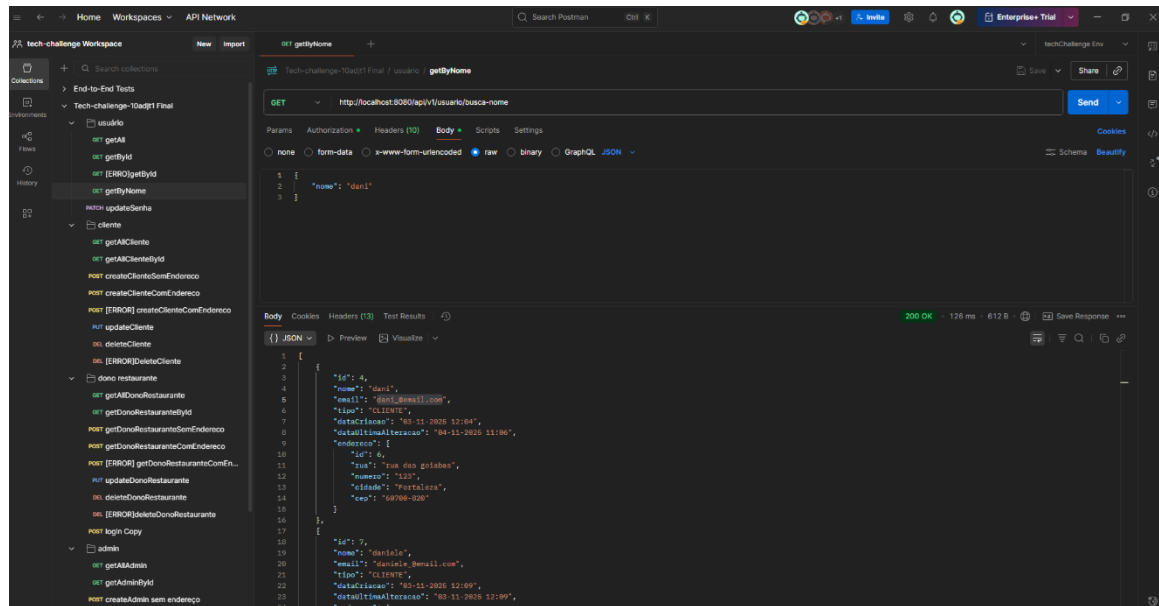 Home Workspaces API Network Search Postman Ctrl K +1 Invite Enterprise+ Trial
tech-challenge Workspace New Import GET getByNome techChallenge Env
Collections
Environments
Flows
History
Search collections
End-to-End Tests
Tech-challenge-10adjt1 Final
usuário
GET getAll
GET getById
GET [ERRO]getById
GET getByNome
PATCH updateSenha
cliente
GET getAllCliente
GET getAllClienteById
POST createClienteSemEndereco
POST createClienteComEndereco
POST [ERROR] createClienteComEndereco
PUT updateCliente
DEL deleteCliente
DEL [ERROR]DeleteCliente
dono restaurante
GET getAllDonoRestaurante
GET getDonoRestauranteById
POST getDonoRestauranteSemEndereco
POST getDonoRestauranteComEndereco
POST [ERROR] getDonoRestauranteComEn...
PUT updateDonoRestaurante
DEL deleteDonoRestaurante
DEL [ERROR]deleteDonoRestaurante
POST login Copy
admin
GET getAllAdmin
GET getAdminById
POST createAdmin sem endereço
Tech-challenge-10adjt1 Final / usuário / getByNome Save Share
GET http://localhost:8080/api/v1/usuario/busca-nome Send
Params Authorization Headers (10) Body Scripts Settings Cookies
none form-data x-www-form-urlencoded raw binary GraphQL JSON Schema Beautify
1 {
2 "nome": "dani"
3 }
Body Cookies Headers (13) Test Results 200 OK 126 ms 612 B Save Response
{} JSON Preview Visualize
1 [
2 {
3 "id": 4,
4 "nome": "dani",
5 "email": "dani_@email.com",
6 "tipo": "CLIENTE",
7 "dataCriacao": "03-11-2025 12:04",
8 "dataUltimaAlteracao": "04-11-2025 11:06",
9 "endereco": {
10 "id": 6,
11 "rua": "rua das goiabas",
12 "numero": "123",
13 "cidade": "Fortaleza",
14 "cep": "60700-020"
15 }
16 },
17 {
18 "id": 7,
19 "nome": "daniele",
20 "email": "daniele_@email.com",
21 "tipo": "CLIENTE",
22 "dataCriacao": "03-11-2025 12:09",
23 "dataUltimaAlteracao": "03-11-2025 12:09",